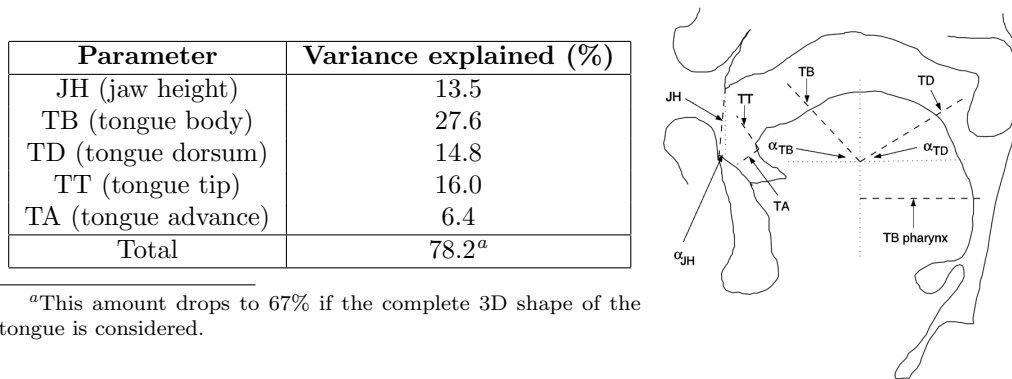 Parameter Variance explained (%)
JH (jaw height) 13.5
TB (tongue body) 27.6
TD (tongue dorsum) 14.8
TT (tongue tip) 16.0
TA (tongue advance) 6.4
Total 78.2a
aThis amount drops to 67% if the complete 3D shape of the
tongue is considered.
TB
TD
JH
TT
αTB
αTD
TA
TB pharynx
αJH